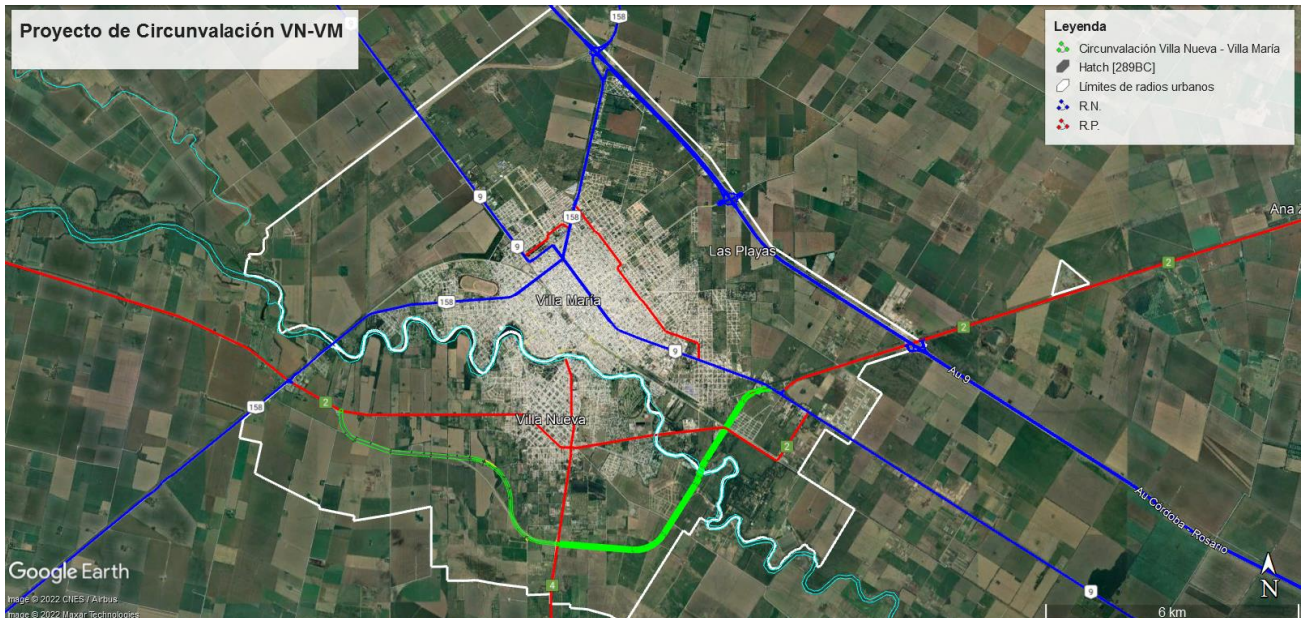 Proyecto de Circunvalación VN-VM
158
Leyenda
Circunvalación Villa Nueva - Villa María
Hatch [289BC]
Límites de radios urbanos
R.N.
R.P.
9
158
9
Las Playas
Ana
2
158
Villa María
2
9
Au 9
2
158
Villa Nueva
2
Au Córdoba - Rosario
4
9
Google Earth
Image © 2022 CNES / Airbus
Image © 2022 Maxar Technologies
N
6 km